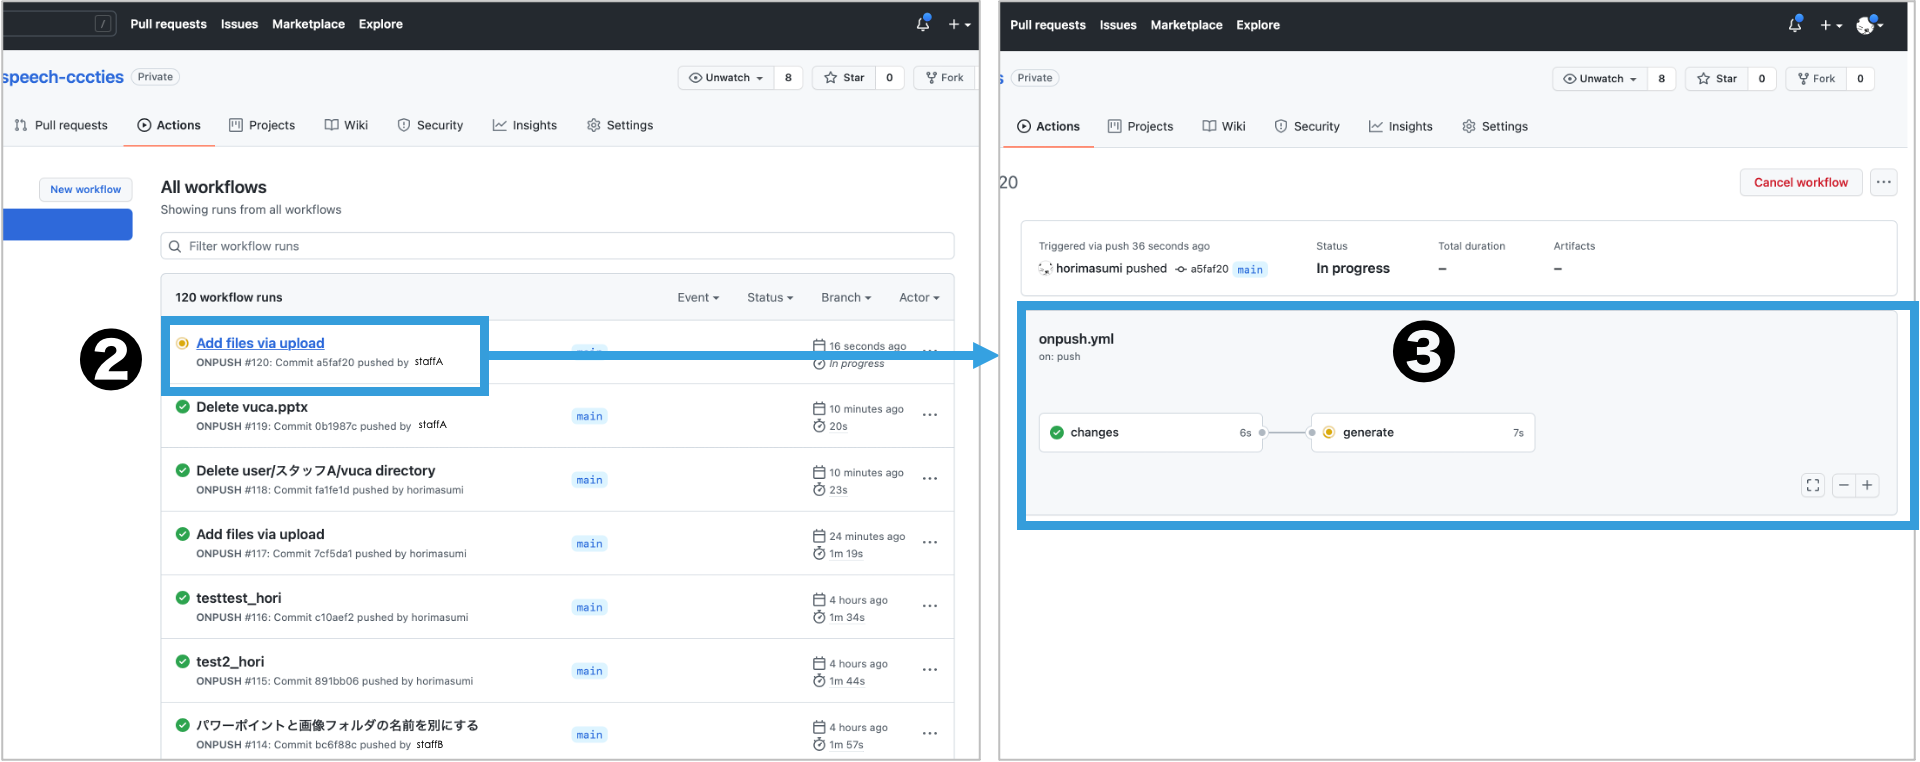 / Pull requests Issues Marketplace Explore
speech-cccties Private Unwatch 8 Star 0 Fork
Pull requests Actions Projects Wiki Security Insights Settings
New workflow
All workflows
Showing runs from all workflows
Filter workflow runs
120 workflow runs Event Status Branch Actor
2
Add files via upload
ONPUSH #120: Commit a5faf20 pushed by staffA
16 seconds ago
In progress
Delete vuca.pptx
ONPUSH #119: Commit 0b1987c pushed by staffA
main
10 minutes ago
20s
Delete user/スタッフA/vuca directory
ONPUSH #118: Commit fa1fe1d pushed by horimasumi
main
10 minutes ago
23s
Add files via upload
ONPUSH #117: Commit 7cf5da1 pushed by horimasumi
main
24 minutes ago
1m 19s
testtest_hori
ONPUSH #116: Commit c10aef2 pushed by horimasumi
main
4 hours ago
1m 34s
test2_hori
ONPUSH #115: Commit 891bb06 pushed by horimasumi
main
4 hours ago
1m 44s
パワーポイントと画像フォルダの名前を別にする
ONPUSH #114: Commit bc6f88c pushed by staffB
main
4 hours ago
1m 57s
Pull requests Issues Marketplace Explore
s Private Unwatch 8 Star 0 Fork 0
Actions Projects Wiki Security Insights Settings
20 Cancel workflow
Triggered via push 36 seconds ago Status Total duration Artifacts
horimasumi pushed a5faf20 main In progress – –
3
onpush.yml
on: push
changes 6s generate 7s